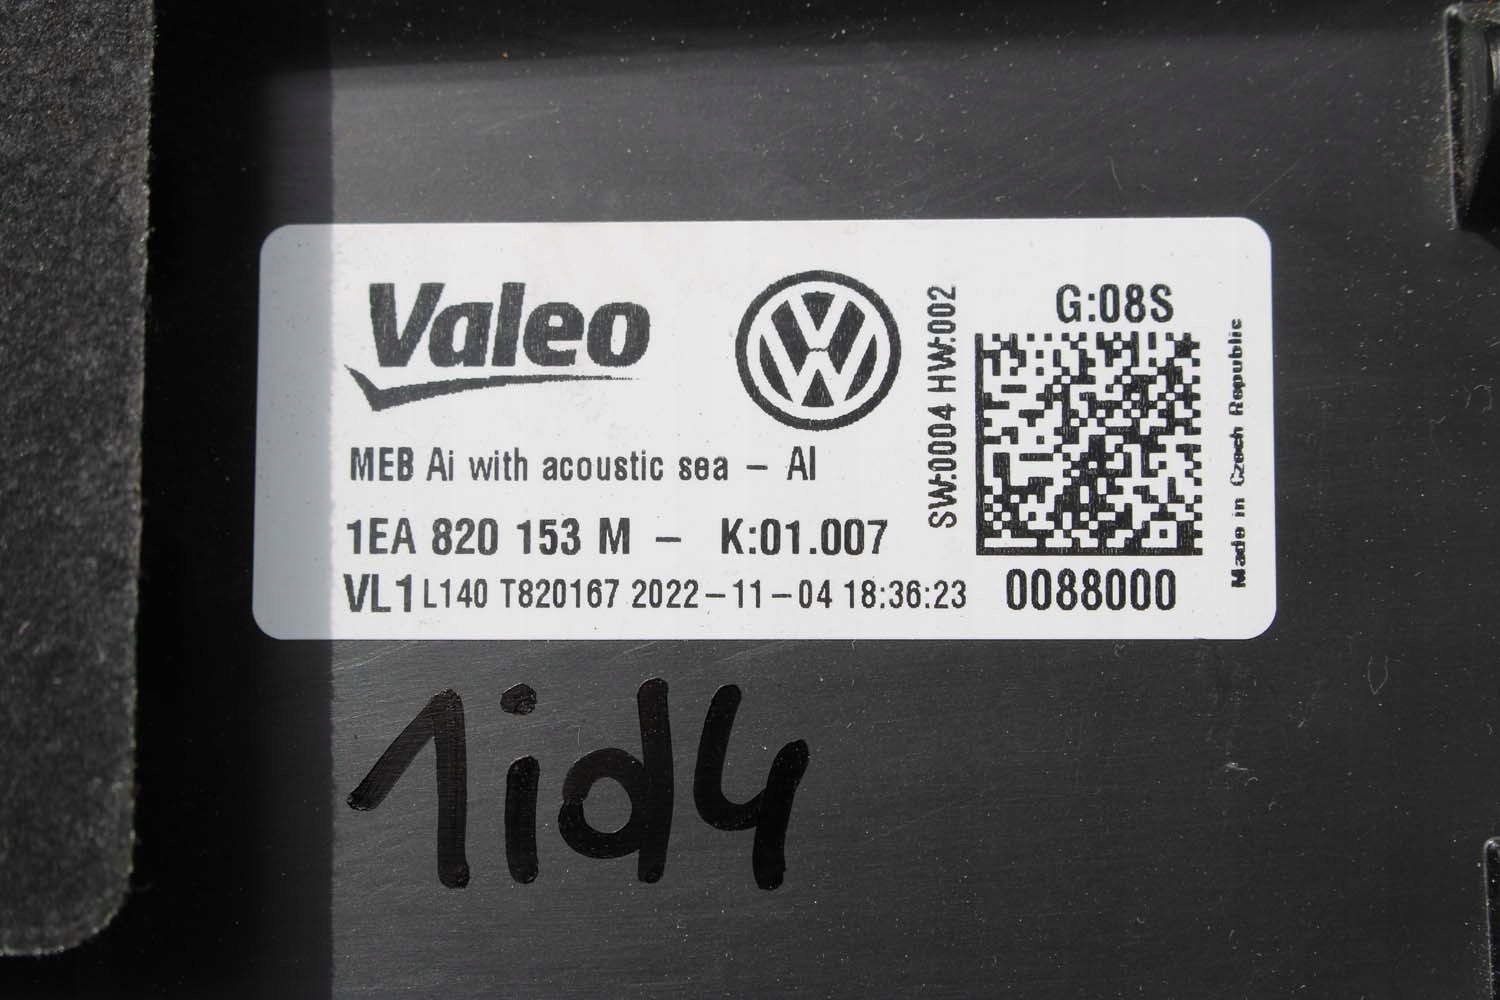 Valeo
MEB Ai with acoustic sea – AI
1EA 820 153 M – K:01.007
VL1 L140 T820167 2022-11-04 18:36:23
SW:0004 HW:002
G:08S
0088000
Made in Czech Republic
1id4